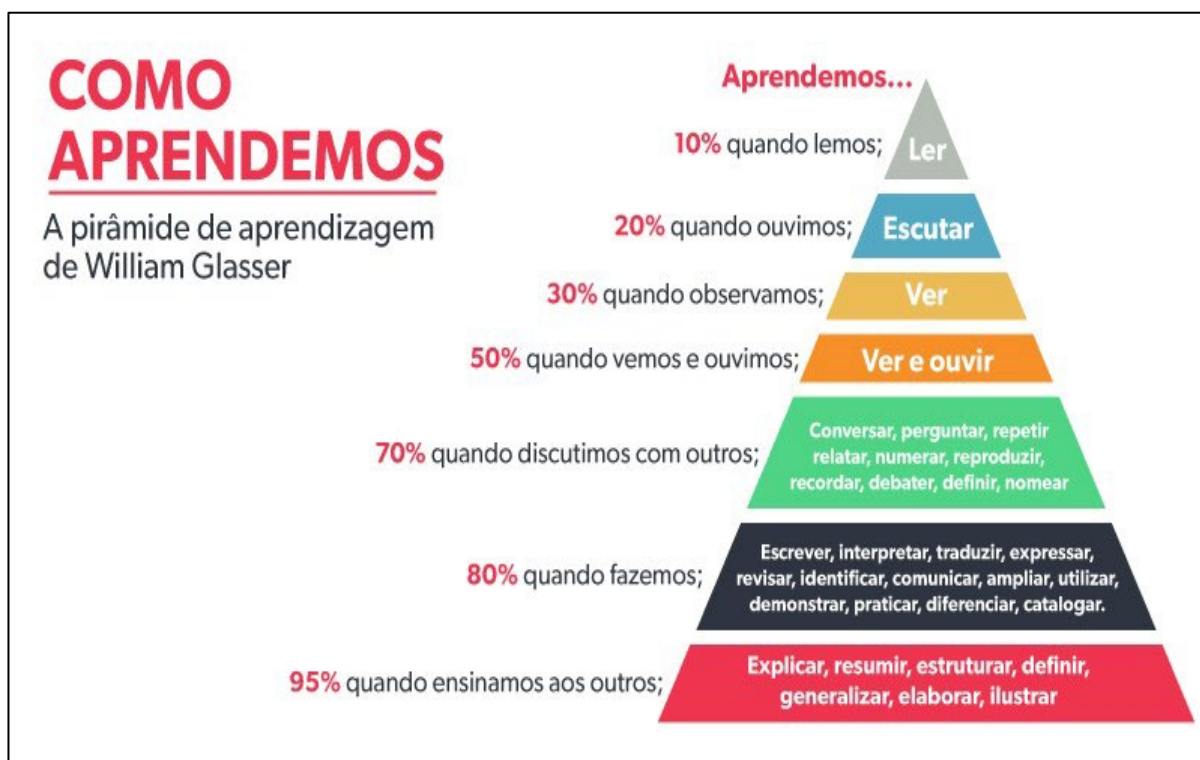 COMO
APRENDEMOS
A pirâmide de aprendizagem
de William Glasser
Aprendemos...
10% quando lemos;
Ler
20% quando ouvimos;
Escutar
30% quando observamos;
Ver
50% quando vemos e ouvimos;
Ver e ouvir
70% quando discutimos com outros;
Conversar, perguntar, repetir
relatar, numerar, reproduzir,
recordar, debater, definir, nomear
80% quando fazemos;
Escrever, interpretar, traduzir, expressar,
revisar, identificar, comunicar, ampliar, utilizar,
demonstrar, praticar, diferenciar, catalogar.
95% quando ensinamos aos outros;
Explicar, resumir, estruturar, definir,
generalizar, elaborar, ilustrar